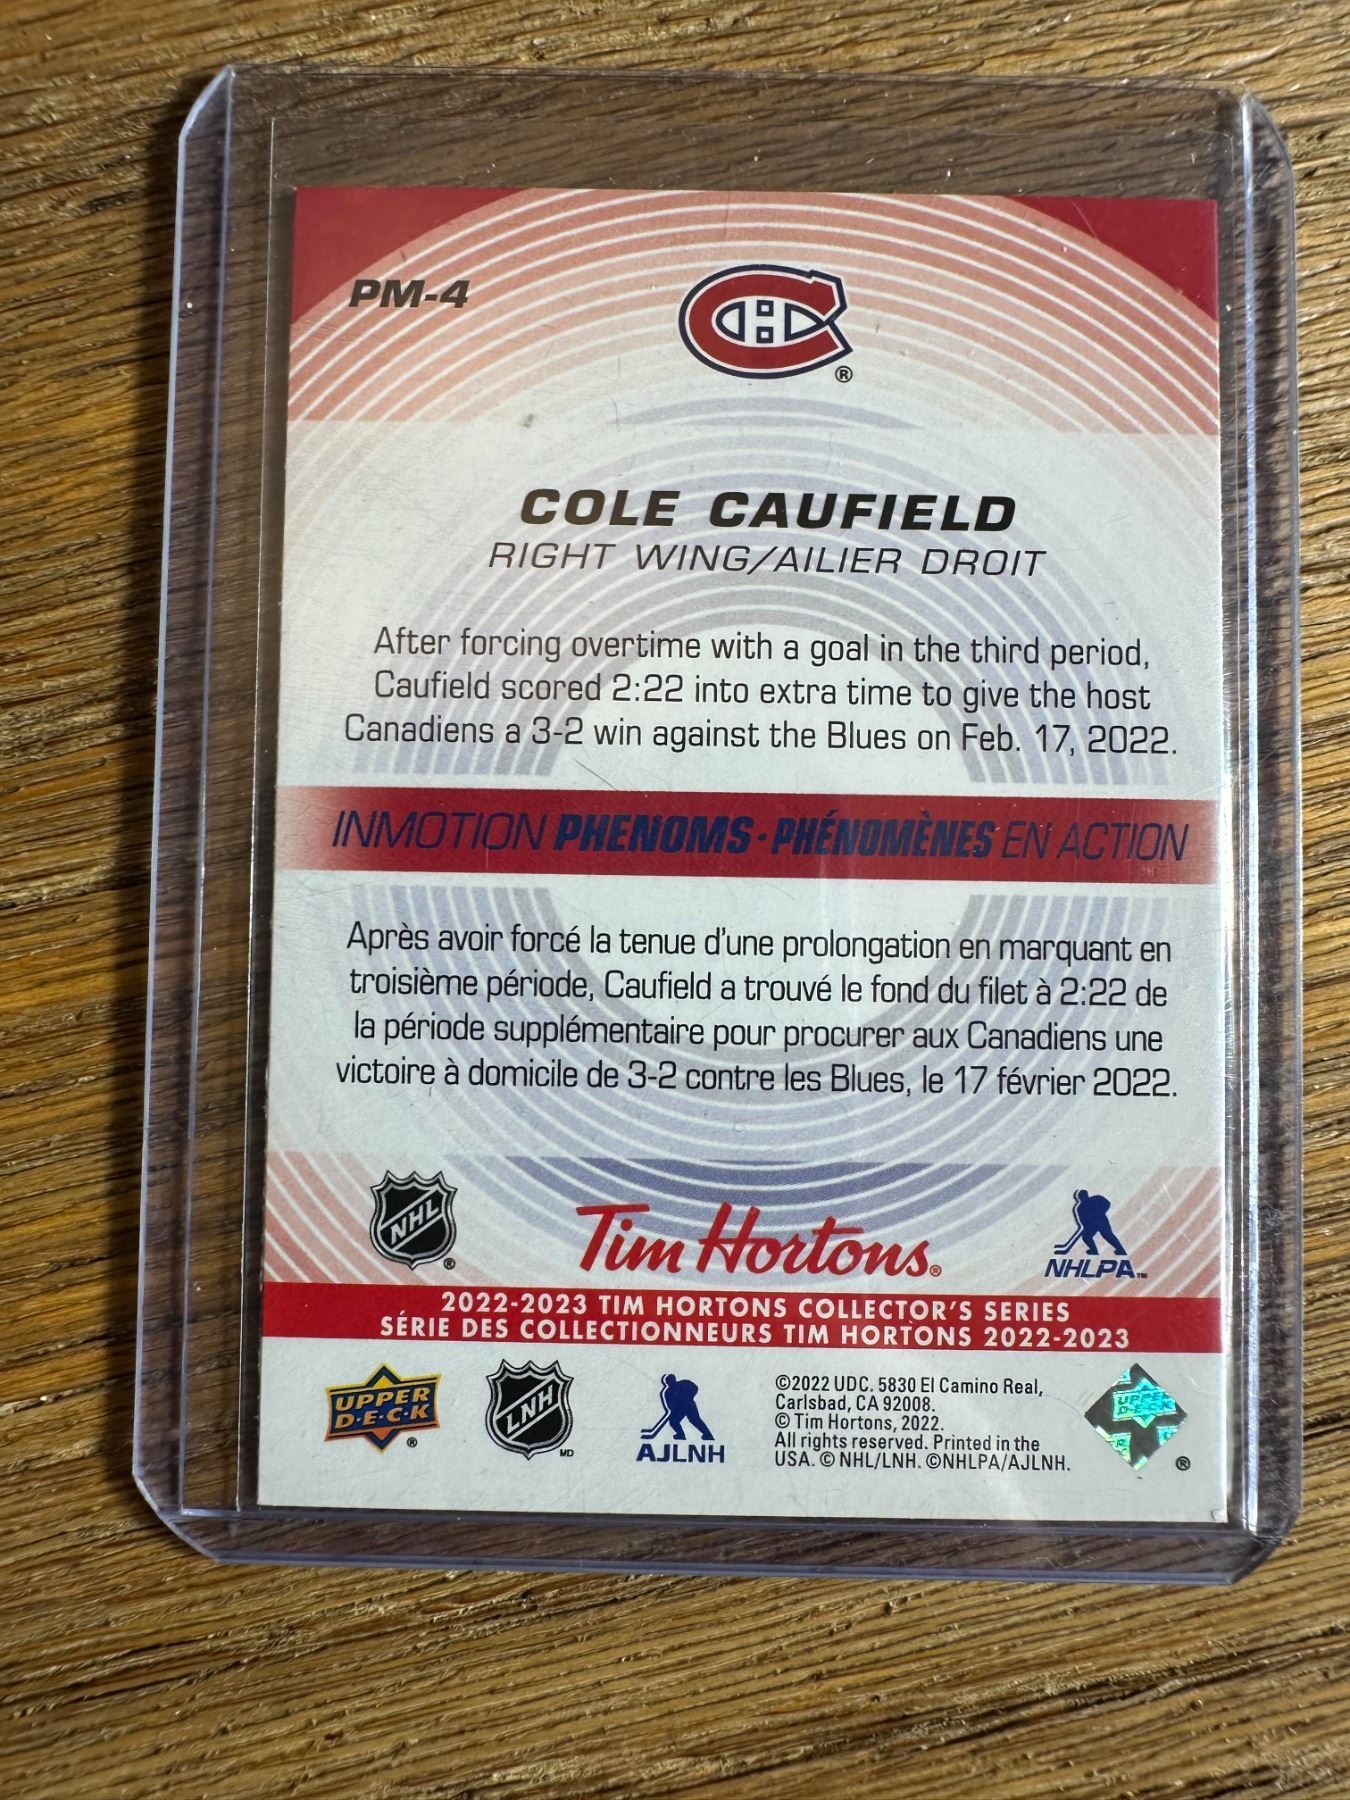 PM-4
®
COLE CAUFIELD
RIGHT WING/AILIER DROIT
After forcing overtime with a goal in the third period,
Caufield scored 2:22 into extra time to give the host
Canadiens a 3-2 win against the Blues on Feb. 17, 2022.
INMOTION PHENOMS · PHÉNOMÈNES EN ACTION
Après avoir forcé la tenue d'une prolongation en marquant en
troisième période, Caufield a trouvé le fond du filet à 2:22 de
la période supplémentaire pour procurer aux Canadiens une
victoire à domicile de 3-2 contre les Blues, le 17 février 2022.
NHL ®
Tim Hortons®
NHLPA™
2022-2023 TIM HORTONS COLLECTOR'S SERIES
SÉRIE DES COLLECTIONNEURS TIM HORTONS 2022-2023
UPPER
D·E·C·K ®
LNH MD
AJLNH
©2022 UDC. 5830 El Camino Real,
Carlsbad, CA 92008.
© Tim Hortons, 2022.
All rights reserved. Printed in the
USA. © NHL/LNH. ©NHLPA/AJLNH.
UPPER
DECK
®